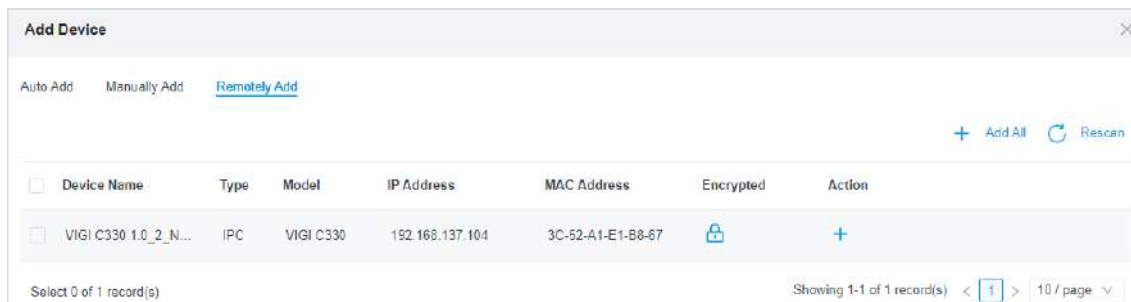 Add Device
Auto Add Manually Add Remotely Add
Add All Rescan
Device Name Type Model IP Address MAC Address Encrypted Action
VIGI C330 1.0_2_N... IPC VIGI C330 192.168.137.104 3C-52-A1-E1-B8-67
Select 0 of 1 record(s) Showing 1-1 of 1 record(s) < 1 > 10 / page